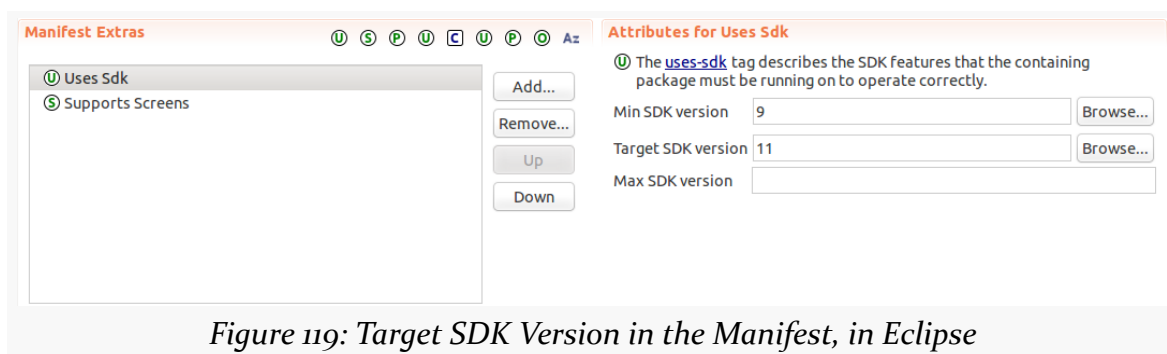 Manifest Extras
U S P U C U P O Az
U Uses Sdk
S Supports Screens
Add...
Remove...
Up
Down
Attributes for Uses Sdk
U The uses-sdk tag describes the SDK features that the containing
package must be running on to operate correctly.
Min SDK version 9 Browse...
Target SDK version 11 Browse...
Max SDK version
Figure 119: Target SDK Version in the Manifest, in Eclipse